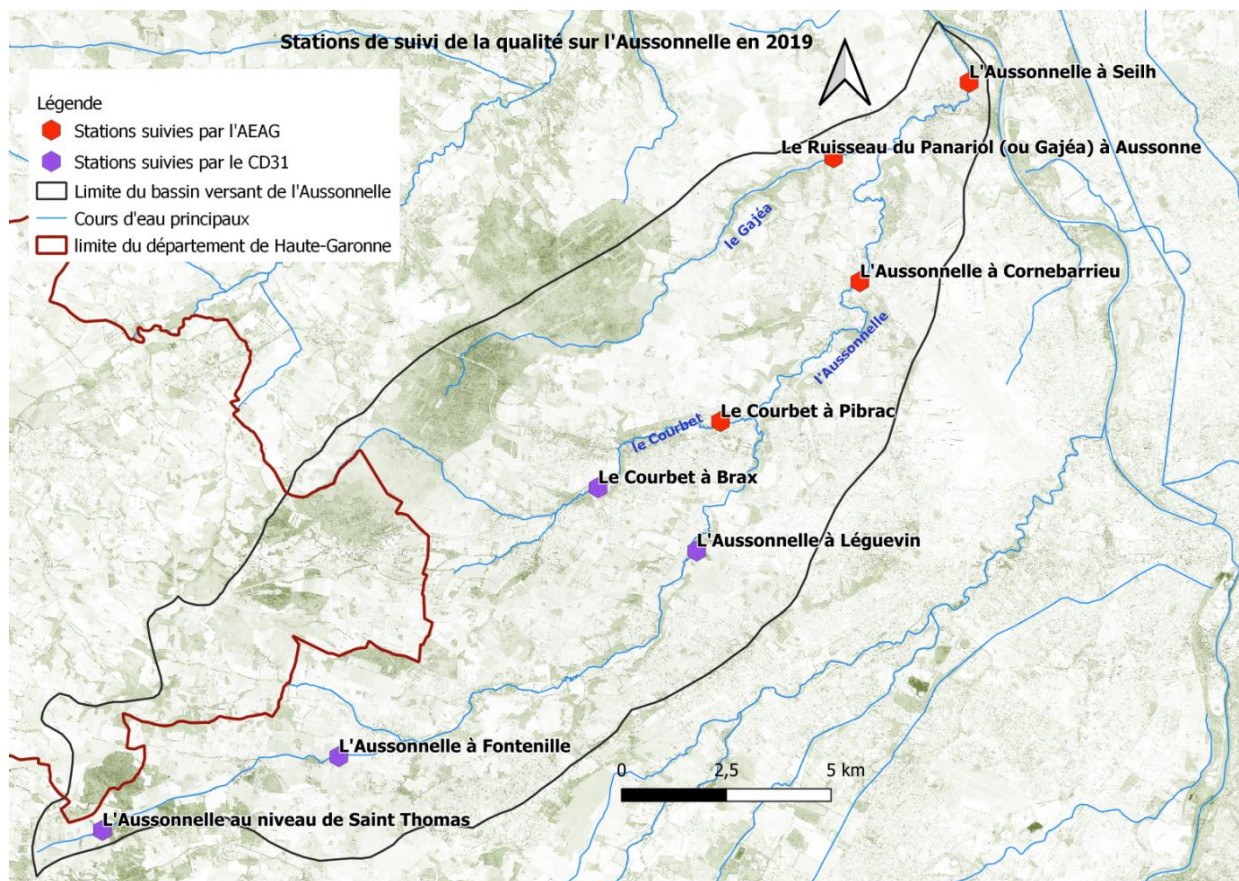 Stations de suivi de la qualité sur l'Aussonnelle en 2019
Légende
Stations suivies par l'AEAG
Stations suivies par le CD31
Limite du bassin versant de l'Aussonnelle
Cours d'eau principaux
limite du département de Haute-Garonne
L'Aussonnelle à Seilh
Le Ruisseau du Panariol (ou Gajéa) à Aussonne
le Gajéa
L'Aussonnelle à Cornebarrieu
l'Aussonnelle
Le Courbet à Pibrac
le Courbet
Le Courbet à Brax
L'Aussonnelle à Léguevin
L'Aussonnelle à Fontenille
0 2,5 5 km
L'Aussonnelle au niveau de Saint Thomas